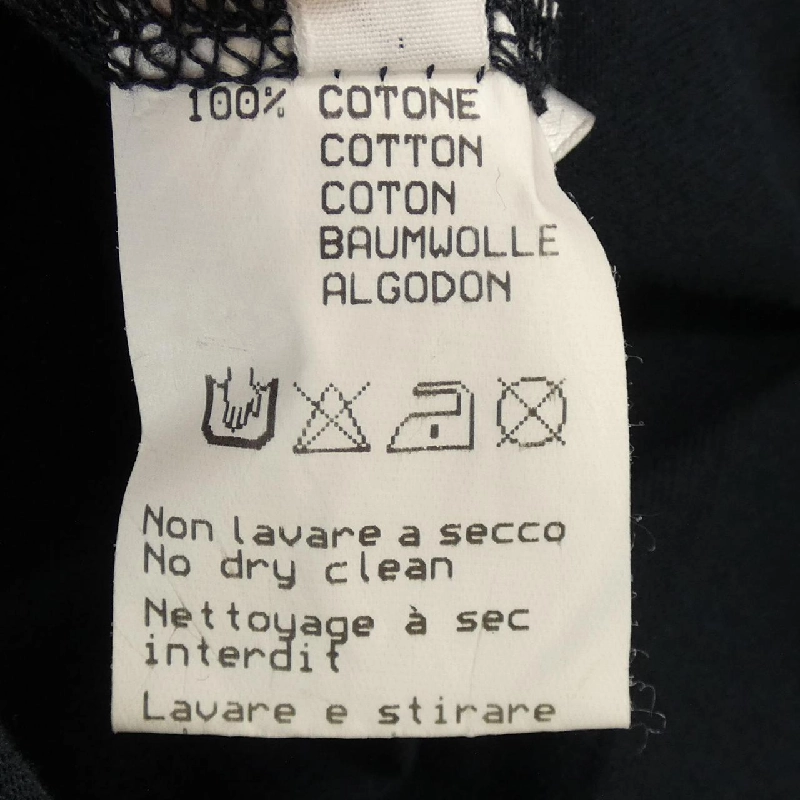 100% COTONE
COTTON
COTON
BAUMWOLLE
ALGODON
Non lavare a secco
No dry clean
Nettoyage à sec
interdit
Lavare e stirare